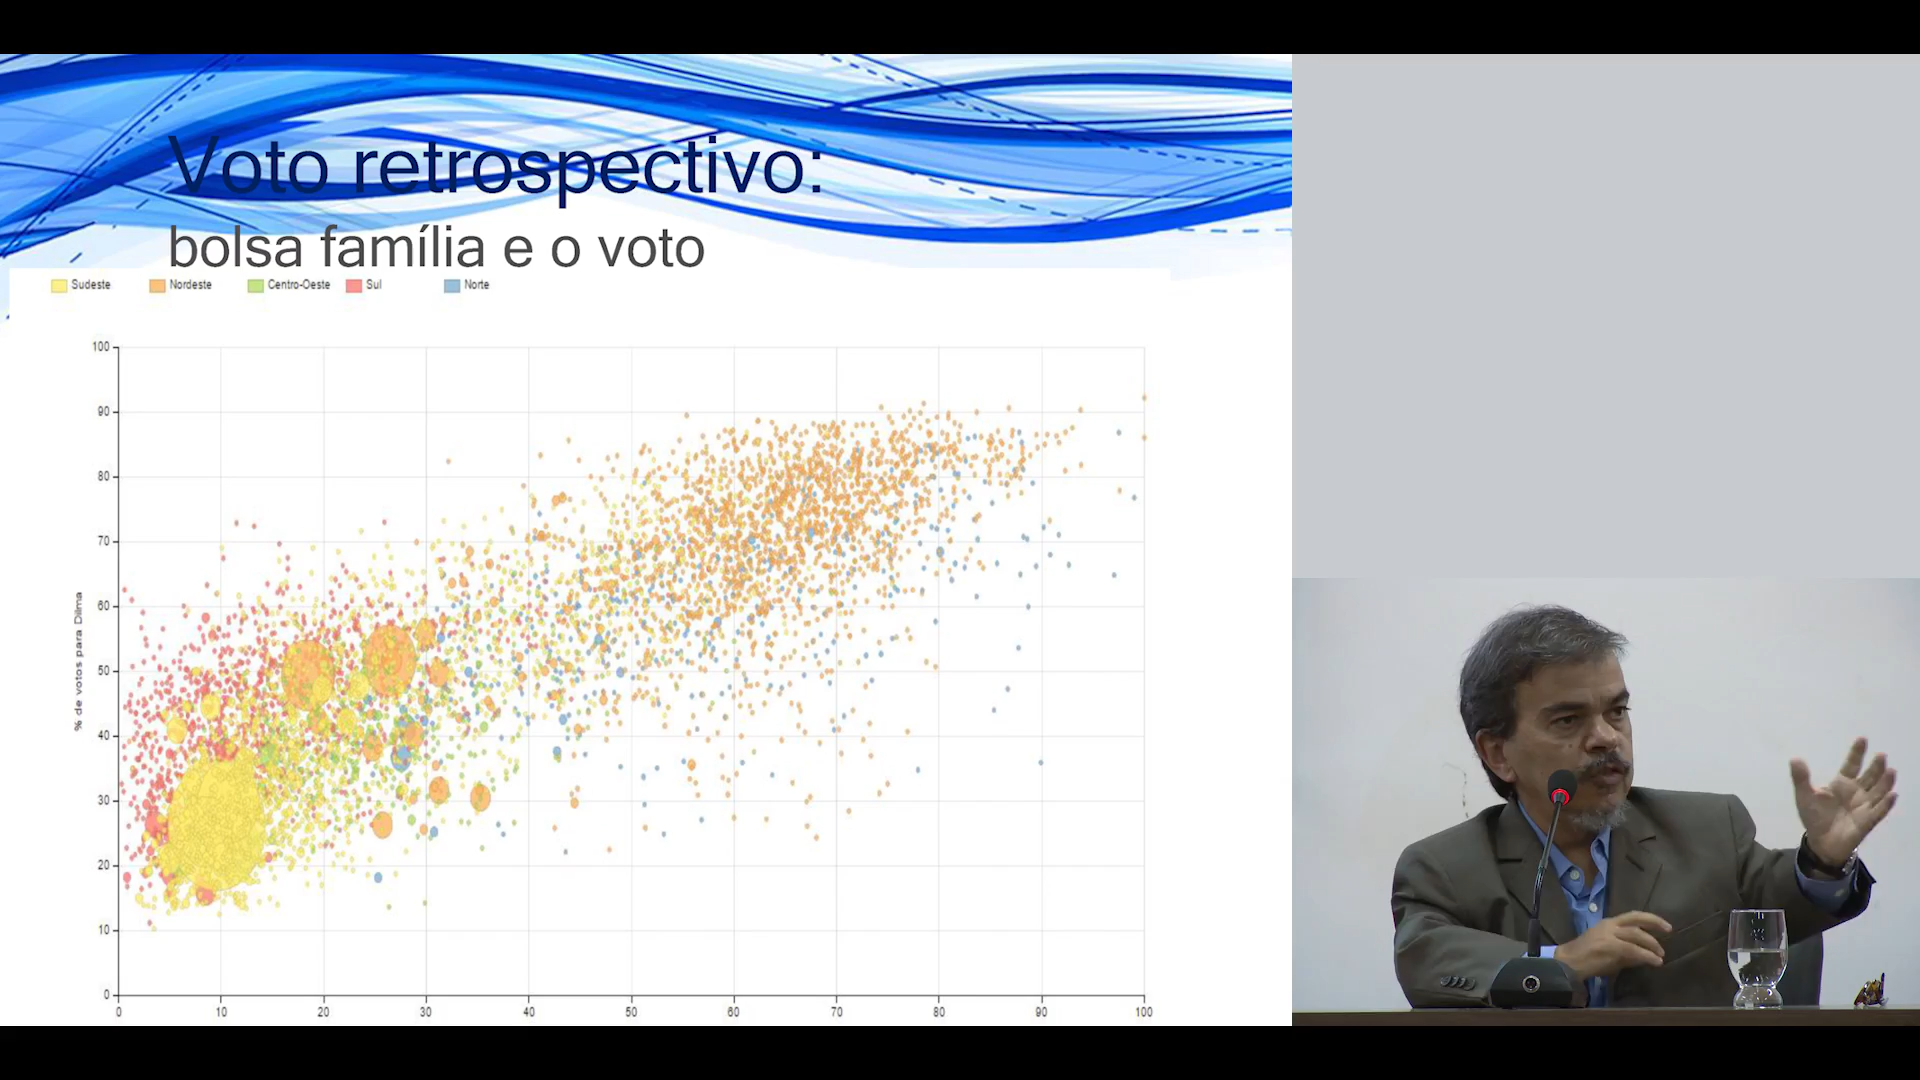 Voto retrospectivo:
bolsa família e o voto
Sudeste Nordeste Centro-Oeste Sul Norte
100
90
80
70
60
50
40
30
20
10
0
% de votos para Dilma
0 10 20 30 40 50 60 70 80 90 100